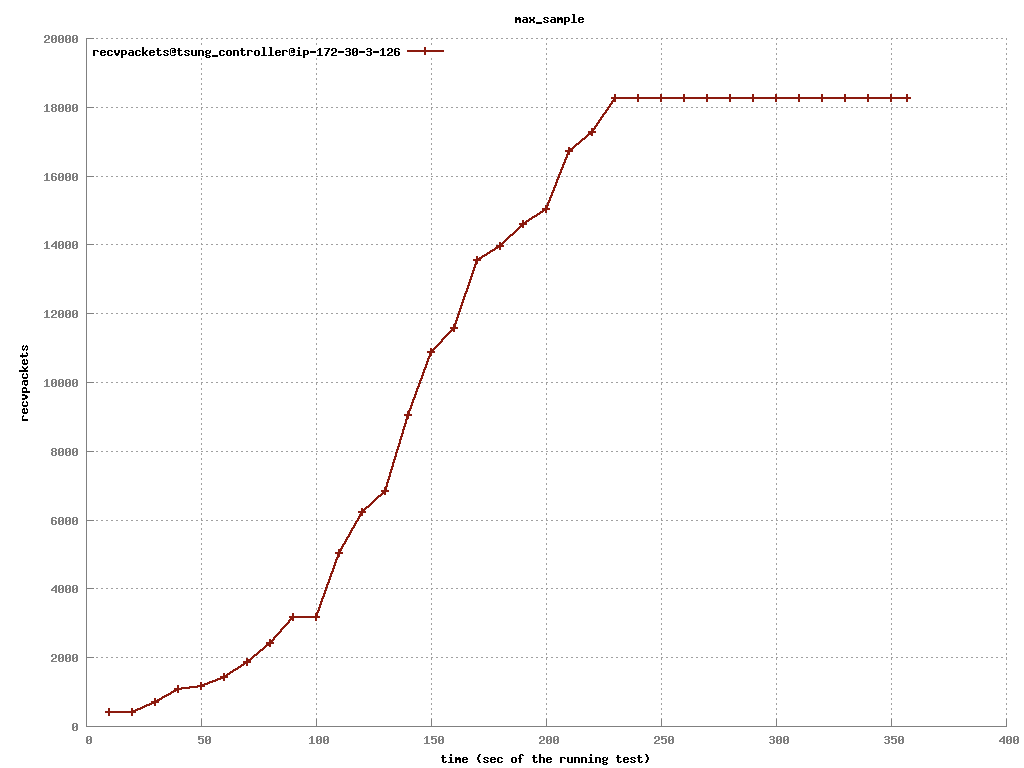 max_sample
20000
recvpackets@tsung_controller@ip-172-30-3-126
18000
16000
14000
12000
10000
8000
6000
4000
2000
0
recvpackets
0 50 100 150 200 250 300 350 400
time (sec of the running test)